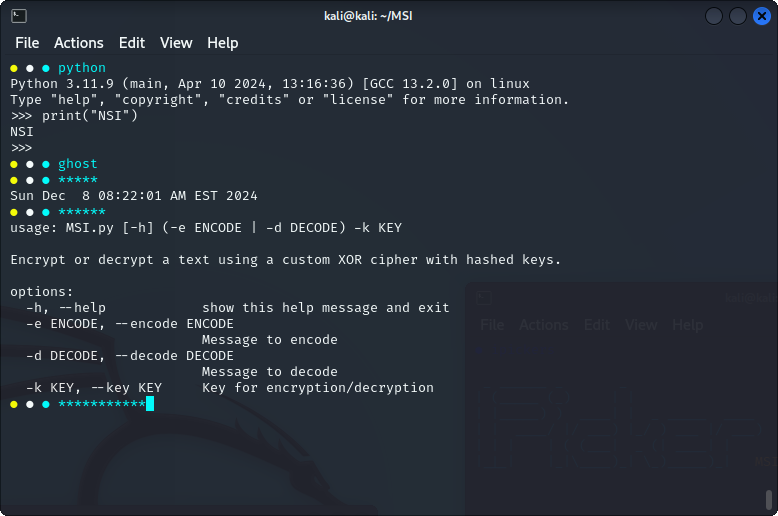 kali@kali: ~/MSI
File Actions Edit View Help
● ● ● python
Python 3.11.9 (main, Apr 10 2024, 13:16:36) [GCC 13.2.0] on linux
Type "help", "copyright", "credits" or "license" for more information.
>>> print("NSI")
NSI
>>>
● ● ● ghost
● ● ● *****
Sun Dec  8 08:22:01 AM EST 2024
● ● ● ******
usage: MSI.py [-h] (-e ENCODE | -d DECODE) -k KEY
Encrypt or decrypt a text using a custom XOR cipher with hashed keys.
options:
-h, --help show this help message and exit
-e ENCODE, --encode ENCODE
Message to encode
-d DECODE, --decode DECODE
Message to decode
-k KEY, --key KEY Key for encryption/decryption
● ● ● ***********
File Actions Edit View Help